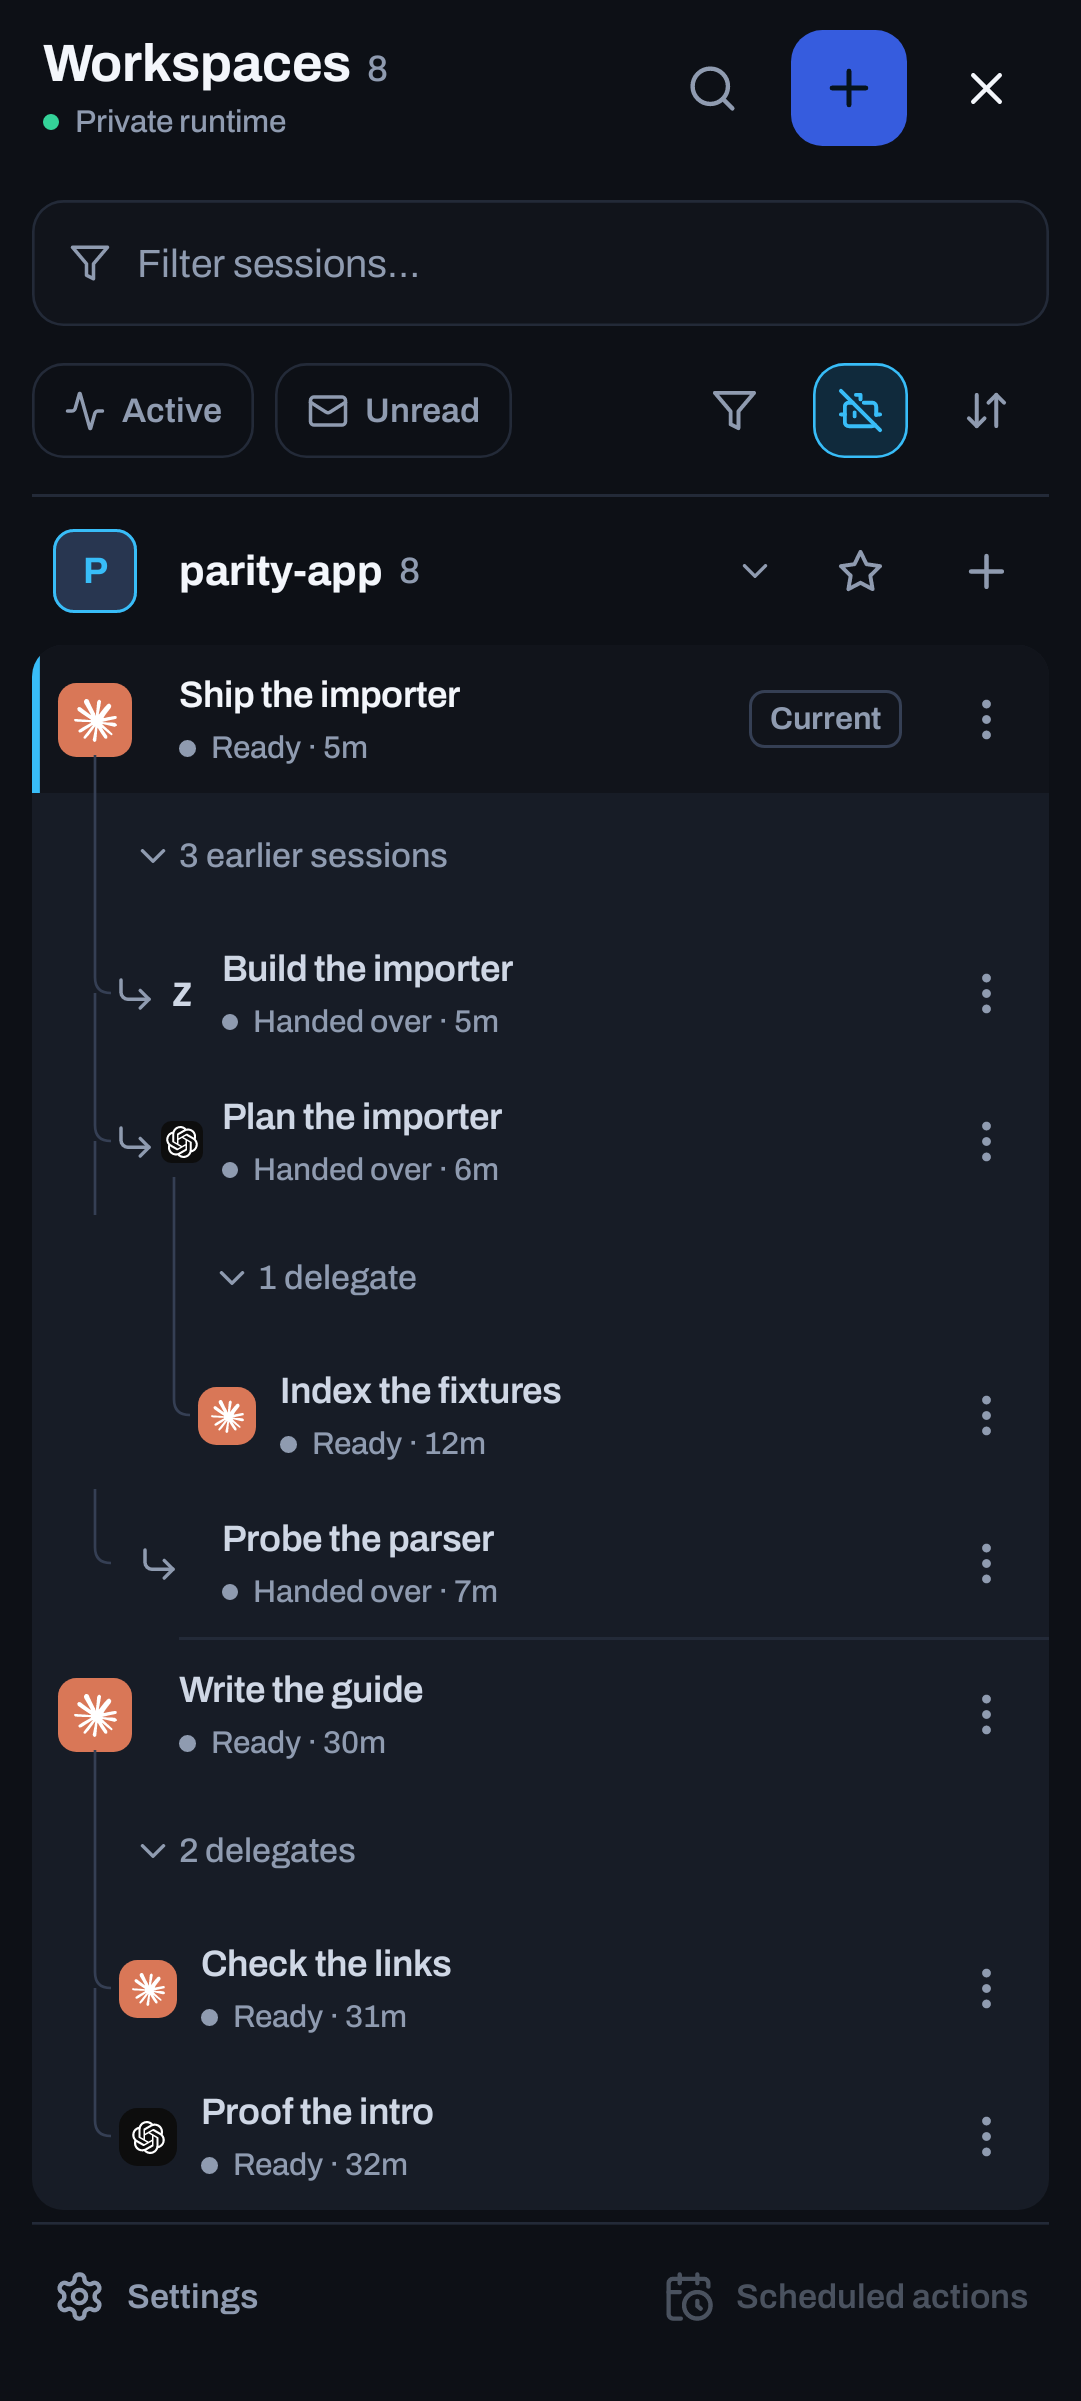 Workspaces 8
Private runtime
Filter sessions...
Active
Unread
P
parity-app 8
Ship the importer
Ready · 5m
Current
3 earlier sessions
Z
Build the importer
Handed over · 5m
Plan the importer
Handed over · 6m
1 delegate
Index the fixtures
Ready · 12m
Probe the parser
Handed over · 7m
Write the guide
Ready · 30m
2 delegates
Check the links
Ready · 31m
Proof the intro
Ready · 32m
Settings
Scheduled actions